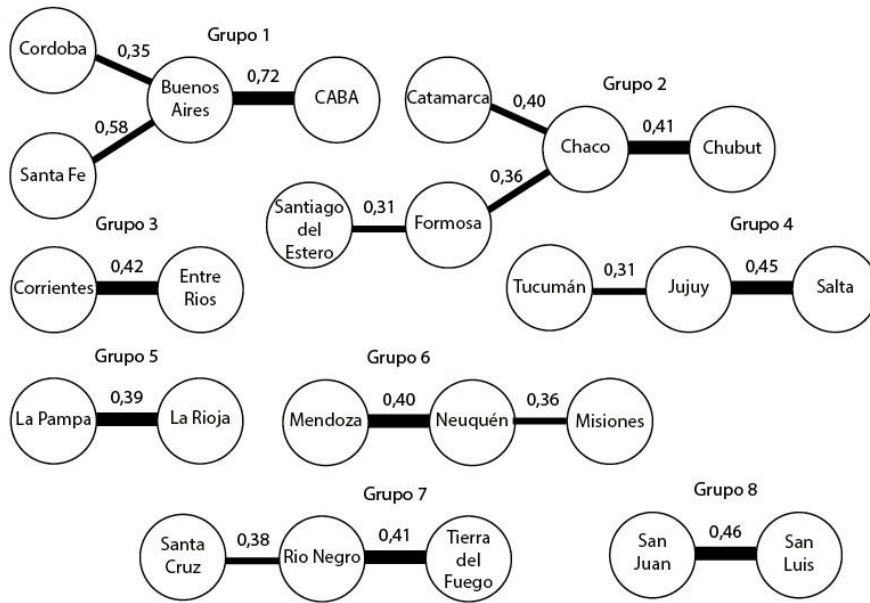 Grupo 1
Cordoba
0,35
Buenos
Aires
0,72
CABA
0,58
Santa Fe
Grupo 2
Catamarca
0,40
Chaco
0,41
Chubut
0,36
Santiago
del
Estero
0,31
Formosa
Grupo 3
Corrientes
0,42
Entre
Rios
Grupo 4
Tucumán
0,31
Jujuy
0,45
Salta
Grupo 5
La Pampa
0,39
La Rioja
Grupo 6
Mendoza
0,40
Neuquén
0,36
Misiones
Grupo 7
Santa
Cruz
0,38
Rio Negro
0,41
Tierra
del
Fuego
Grupo 8
San
Juan
0,46
San
Luis